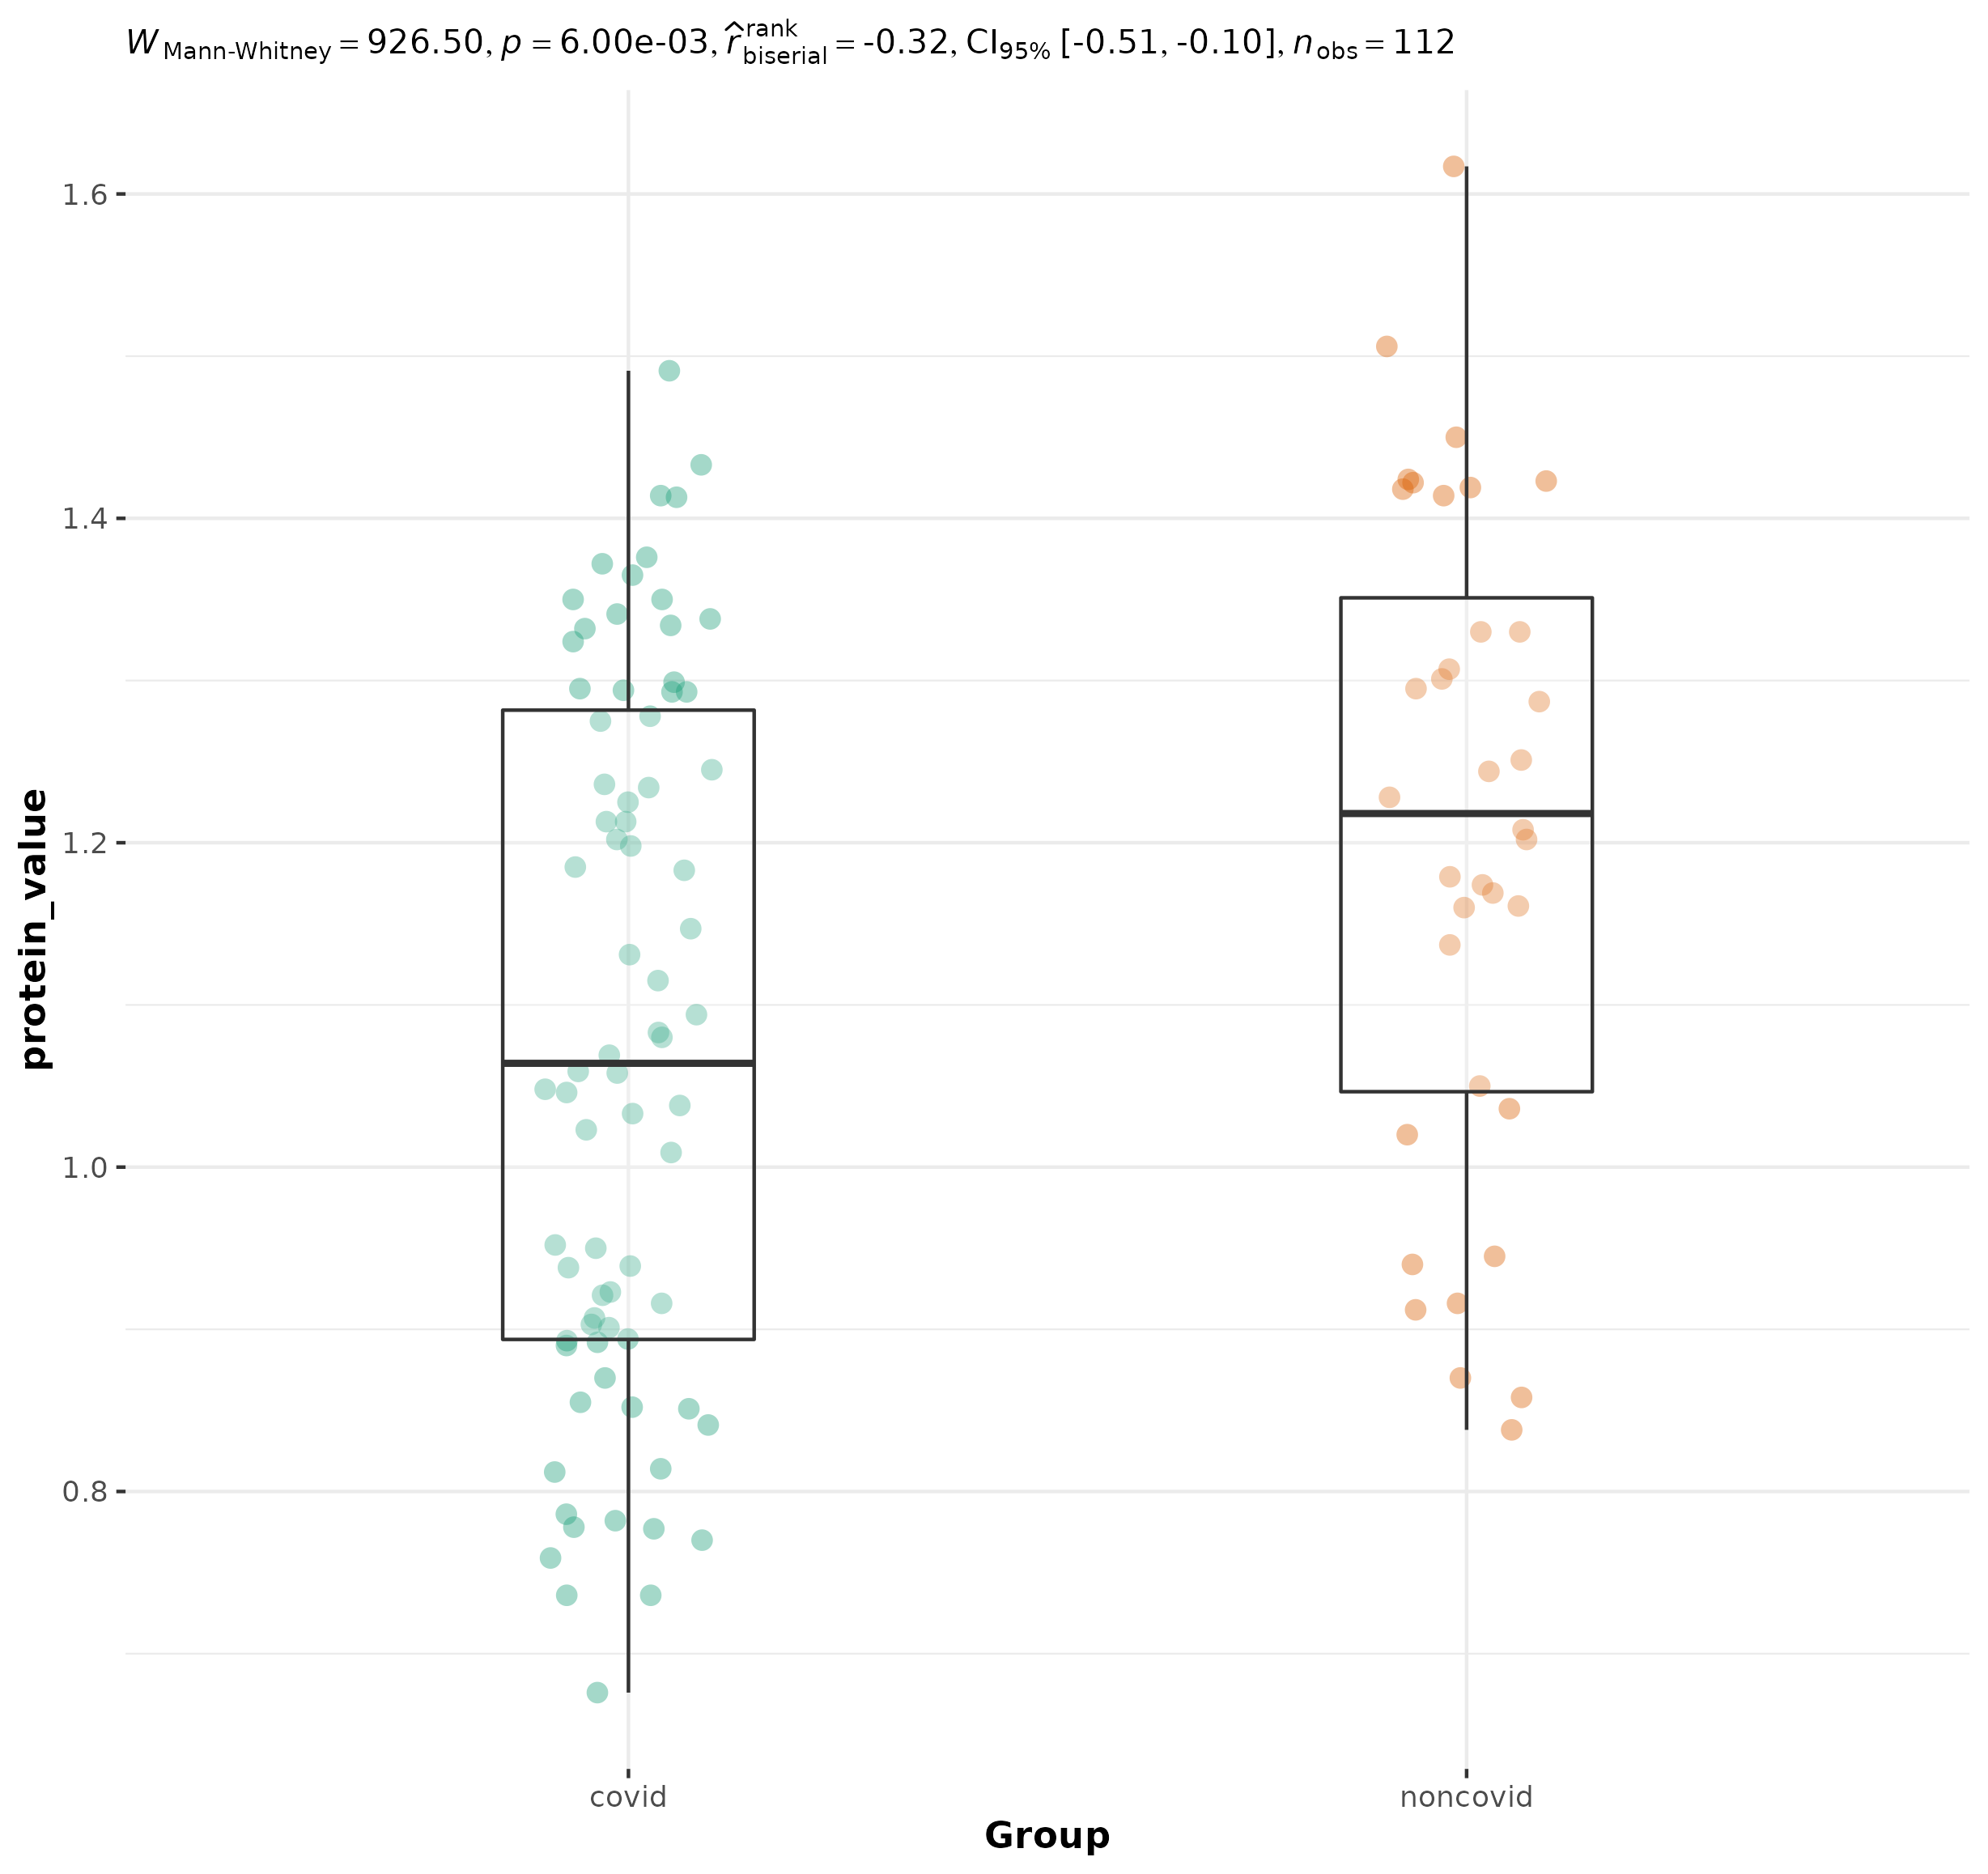 W Mann-Whitney = 926.50, p = 6.00e-03, r̂ rank biserial = -0.32, CI95% [-0.51, -0.10], nobs = 112
1.6
1.4
1.2
1.0
0.8
protein_value
covid noncovid
Group